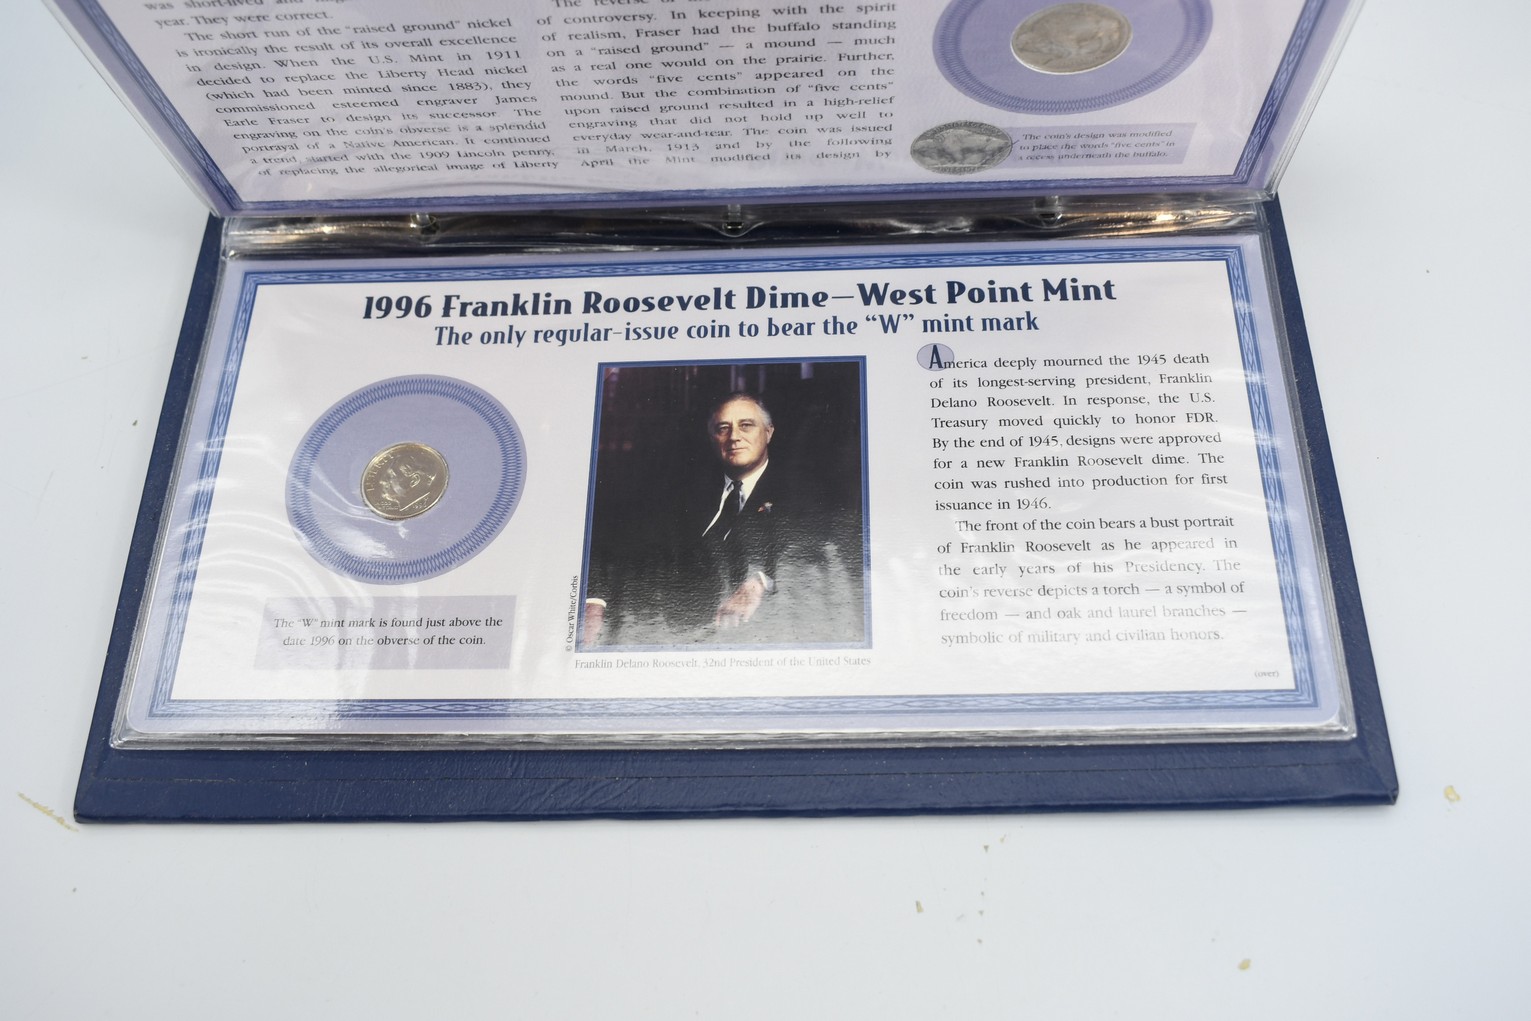 was short-lived and
year. They were correct.
The short run of the "raised ground" nickel
is ironically the result of its overall excellence
in design. When the U.S. Mint in 1911
decided to replace the Liberty Head nickel
(which had been minted since 1883), they
commissioned esteemed engraver James
Earle Fraser to design its successor. The
engraving on the coin's obverse is a splendid
portrayal of a Native American. It continued
a trend, started with the 1909 Lincoln penny,
of replacing the allegorical image of Liberty
The reverse of
of controversy. In keeping with the spirit
of realism, Fraser had the buffalo standing
on a "raised ground" — a mound — much
as a real one would on the prairie. Further,
the words "five cents" appeared on the
mound. But the combination of "five cents"
upon raised ground resulted in a high-relief
engraving that did not hold up well to
everyday wear-and-tear. The coin was issued
in March, 1913 and by the following
April the Mint modified its design by
The coin's design was modified
to place the words "five cents" in
a recess underneath the buffalo.
1996 Franklin Roosevelt Dime—West Point Mint
The only regular-issue coin to bear the "W" mint mark
The "W" mint mark is found just above the
date 1996 on the obverse of the coin.
© Oscar White/Corbis
Franklin Delano Roosevelt, 32nd President of the United States
America deeply mourned the 1945 death
of its longest-serving president, Franklin
Delano Roosevelt. In response, the U.S.
Treasury moved quickly to honor FDR.
By the end of 1945, designs were approved
for a new Franklin Roosevelt dime. The
coin was rushed into production for first
issuance in 1946.
The front of the coin bears a bust portrait
of Franklin Roosevelt as he appeared in
the early years of his Presidency. The
coin's reverse depicts a torch — a symbol of
freedom — and oak and laurel branches —
symbolic of military and civilian honors.
(over)